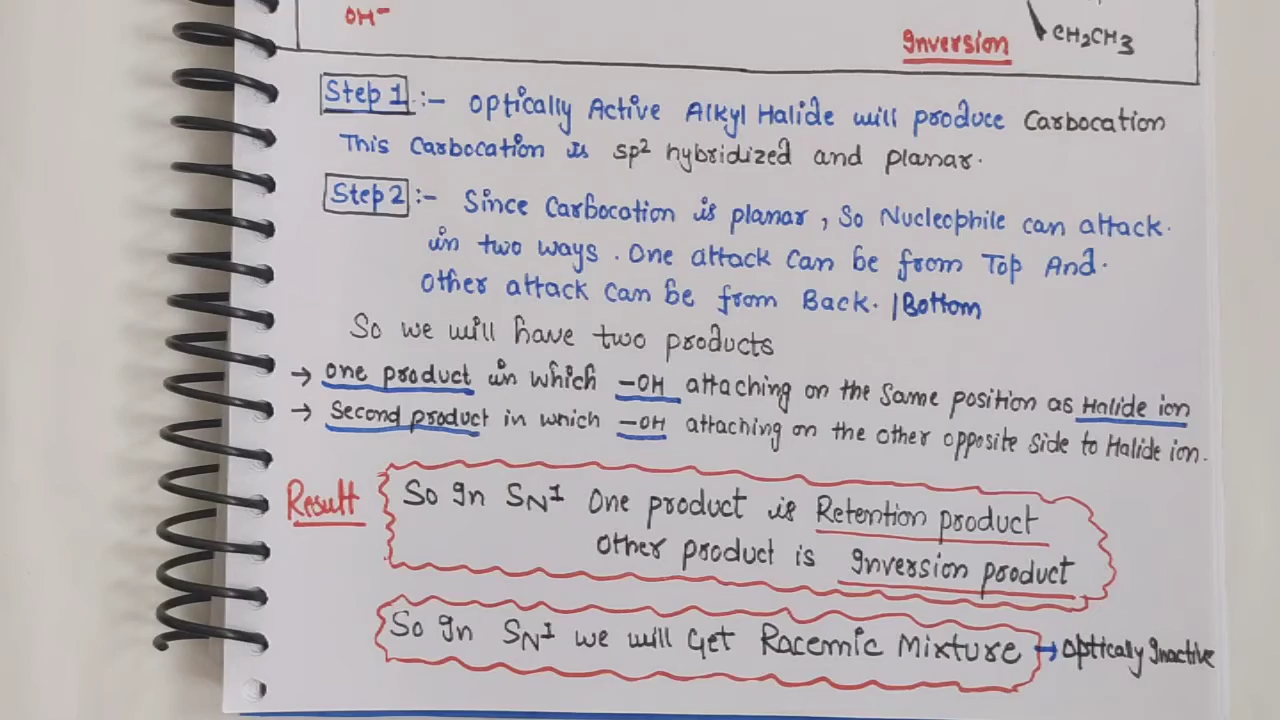 OH⁻
Inversion
CH2CH3
Step 1 :- Optically Active Alkyl Halide will produce Carbocation
This Carbocation is sp² hybridized and planar.
Step 2 :- Since Carbocation is planar, So Nucleophile can attack.
in two ways. One attack can be from Top And.
Other attack can be from Back. /Bottom
So we will have two products
→ One product in which -OH attaching on the same position as Halide ion
→ Second product in which -OH attaching on the other opposite side to Halide ion.
Result
So In SN1 One product is Retention product
Other product is Inversion product
So In SN1 we will Get Racemic Mixture → Optically Inactive